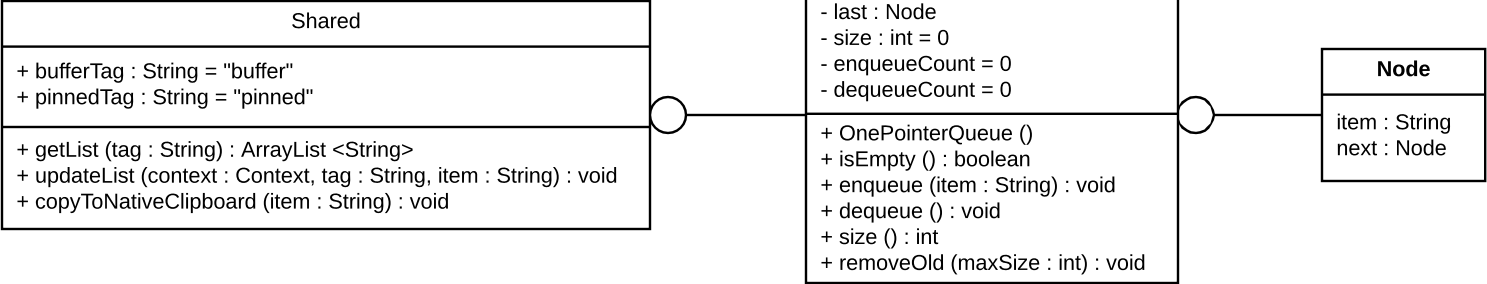 Shared
+ bufferTag : String = "buffer"
+ pinnedTag : String = "pinned"
+ getList (tag : String) : ArrayList <String>
+ updateList (context : Context, tag : String, item : String) : void
+ copyToNativeClipboard (item : String) : void
- last : Node
- size : int = 0
- enqueueCount = 0
- dequeueCount = 0
+ OnePointerQueue ()
+ isEmpty () : boolean
+ enqueue (item : String) : void
+ dequeue () : void
+ size () : int
+ removeOld (maxSize : int) : void
Node
item : String
next : Node